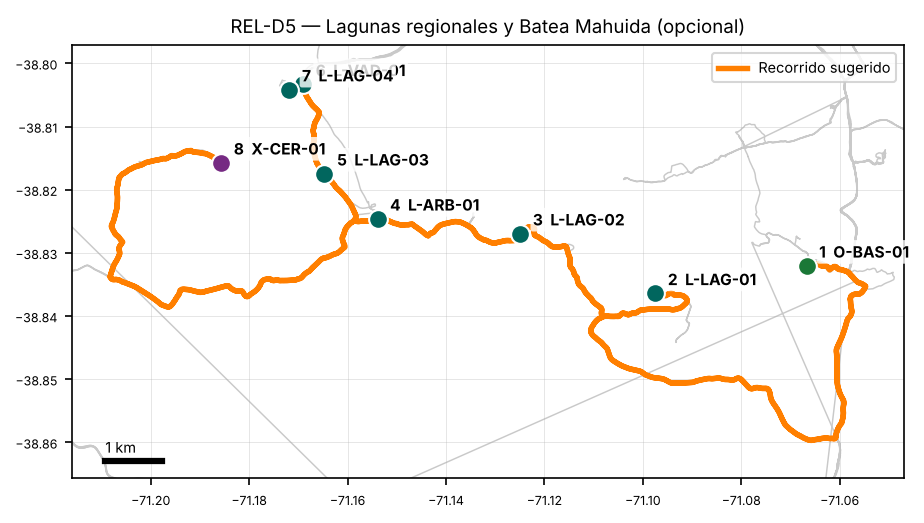 REL-D5 — Lagunas regionales y Batea Mahuida (opcional)
Recorrido sugerido
7 L-LAG-04
8 X-CER-01
5 L-LAG-03
4 L-ARB-01
3 L-LAG-02
1 O-BAS-01
2 L-LAG-01
1 km
−38.80
−38.81
−38.82
−38.83
−38.84
−38.85
−38.86
−71.20
−71.18
−71.16
−71.14
−71.12
−71.10
−71.08
−71.06